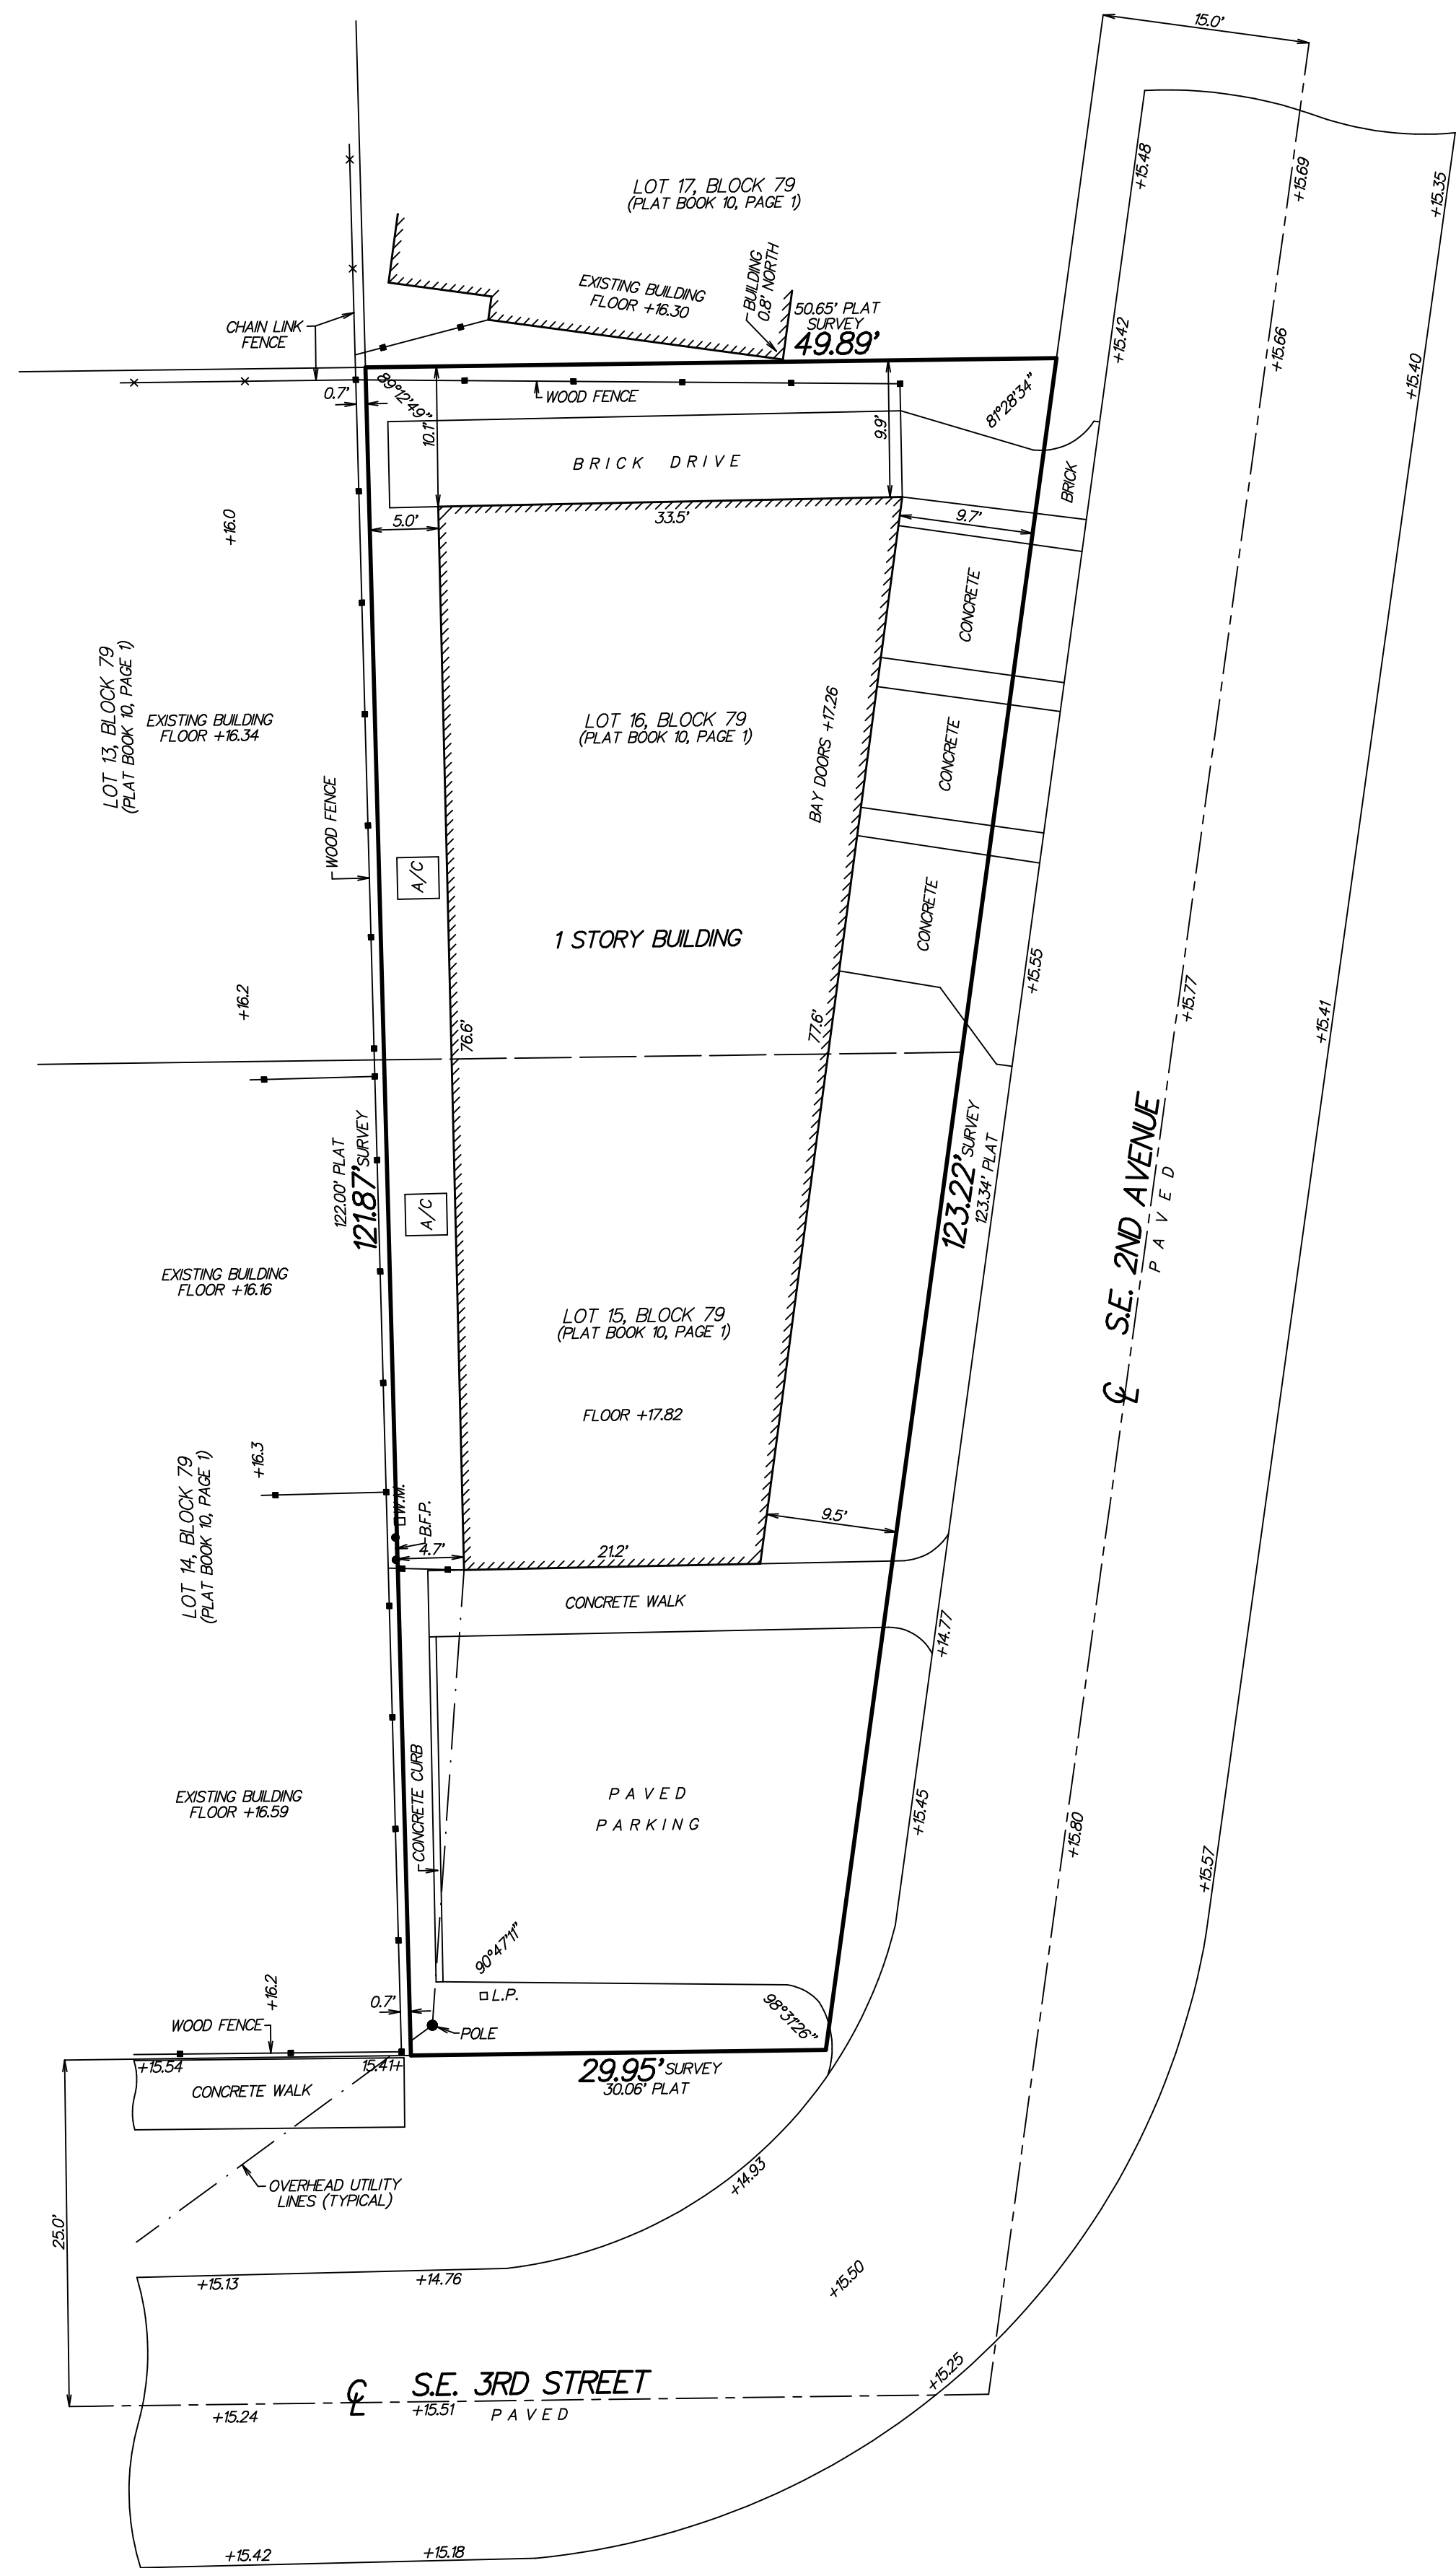 15.0'
+15.48
+15.69
+15.35
LOT 17, BLOCK 79
(PLAT BOOK 10, PAGE 1)
EXISTING BUILDING
FLOOR +16.30
BUILDING
0.8' NORTH
50.65' PLAT
SURVEY
49.89'
CHAIN LINK
FENCE
+15.42
+15.66
+15.40
0.7'
89°12'49"
10.1'
WOOD FENCE
9.9'
81°28'34"
BRICK DRIVE
BRICK
5.0'
33.5'
9.7'
+16.0
CONCRETE
LOT 13, BLOCK 79
(PLAT BOOK 10, PAGE 1)
EXISTING BUILDING
FLOOR +16.34
LOT 16, BLOCK 79
(PLAT BOOK 10, PAGE 1)
BAY DOORS +17.26
CONCRETE
WOOD FENCE
A/C
1 STORY BUILDING
CONCRETE
+15.55
+16.2
76.6'
77.6'
+15.77
+15.41
122.00' PLAT
121.87' SURVEY
A/C
123.22' SURVEY
123.34' PLAT
S.E. 2ND AVENUE
PAVED
EXISTING BUILDING
FLOOR +16.16
LOT 15, BLOCK 79
(PLAT BOOK 10, PAGE 1)
CL
FLOOR +17.82
LOT 14, BLOCK 79
(PLAT BOOK 10, PAGE 1)
+16.3
W.M.
B.F.P.
4.7'
21.2'
9.5'
CONCRETE WALK
+14.77
CONCRETE CURB
EXISTING BUILDING
FLOOR +16.59
PAVED
PARKING
+15.45
+15.80
+15.57
90°47'11"
+16.2
0.7'
L.P.
98°31'26"
WOOD FENCE
POLE
+15.54
15.41+
CONCRETE WALK
29.95' SURVEY
30.06' PLAT
OVERHEAD UTILITY
LINES (TYPICAL)
+14.93
25.0'
+15.13
+14.76
+15.50
+15.25
CL S.E. 3RD STREET
+15.24
+15.51
PAVED
+15.42
+15.18